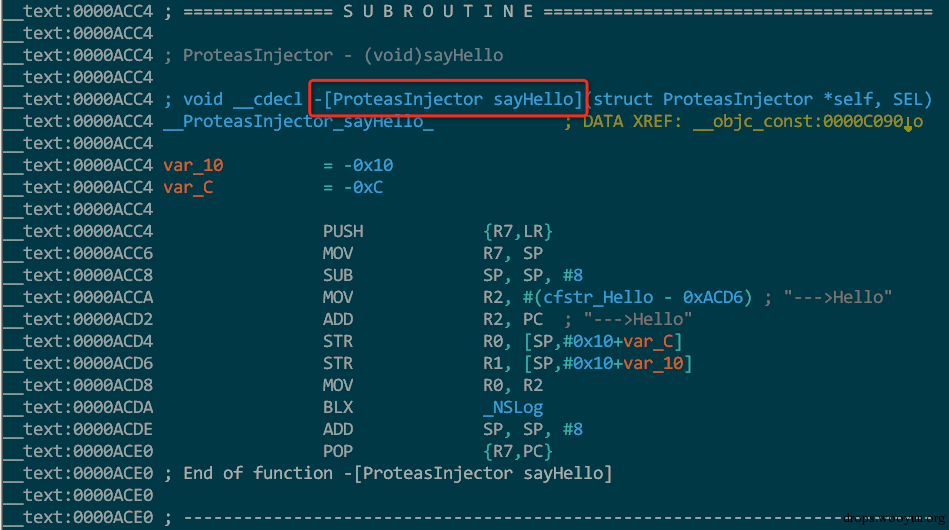 __text:0000ACC4 ; =============== S U B R O U T I N E =======================================
__text:0000ACC4
__text:0000ACC4 ; ProteasInjector - (void)sayHello
__text:0000ACC4
__text:0000ACC4 ; void __cdecl -[ProteasInjector sayHello](struct ProteasInjector *self, SEL)
__text:0000ACC4 __ProteasInjector_sayHello_ ; DATA XREF: __objc_const:0000C090↓o
__text:0000ACC4
__text:0000ACC4 var_10 = -0x10
__text:0000ACC4 var_C = -0xC
__text:0000ACC4
__text:0000ACC4 PUSH {R7,LR}
__text:0000ACC6 MOV R7, SP
__text:0000ACC8 SUB SP, SP, #8
__text:0000ACCA MOV R2, #(cfstr_Hello - 0xACD6) ; "--->Hello"
__text:0000ACD2 ADD R2, PC ; "--->Hello"
__text:0000ACD4 STR R0, [SP,#0x10+var_C]
__text:0000ACD6 STR R1, [SP,#0x10+var_10]
__text:0000ACD8 MOV R0, R2
__text:0000ACDA BLX _NSLog
__text:0000ACDE ADD SP, SP, #8
__text:0000ACE0 POP {R7,PC}
__text:0000ACE0 ; End of function -[ProteasInjector sayHello]
__text:0000ACE0
__text:0000ACE0 ; ---------------------------------------------------------------------------
drops.wooyun.org